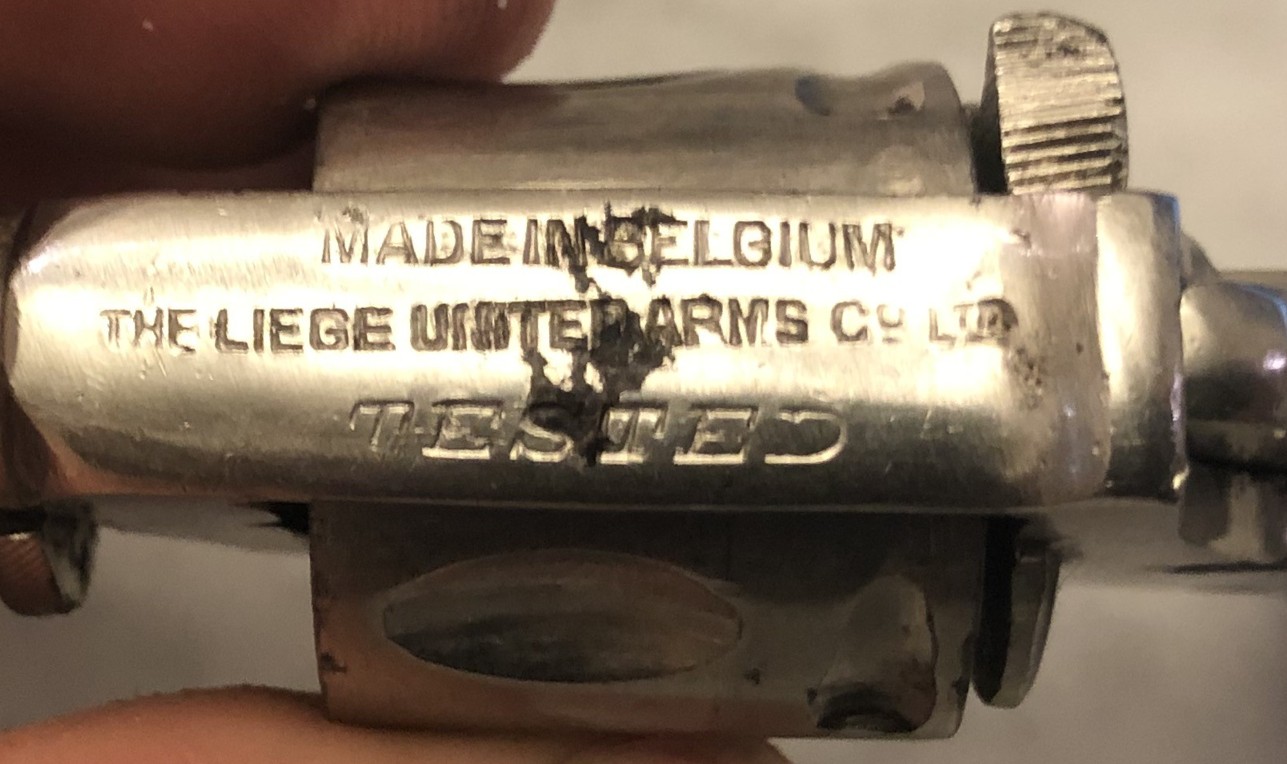 MADE IN BELGIUM
THE LIEGE UNITED ARMS Co LTD
TESTED